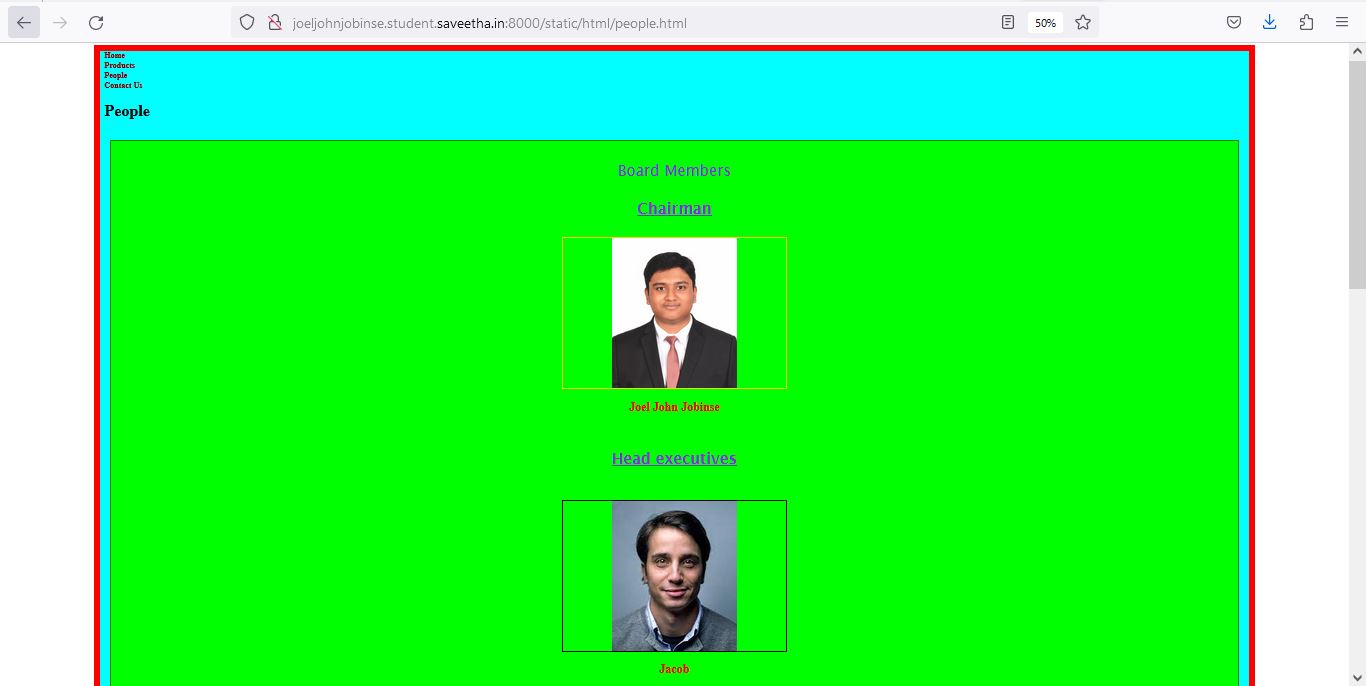 joeljohnjobinse.student.saveetha.in:8000/static/html/people.html
50%
Home
Products
People
Contact Us
People
Board Members
Chairman
Joel John Jobinse
Head executives
Jacob